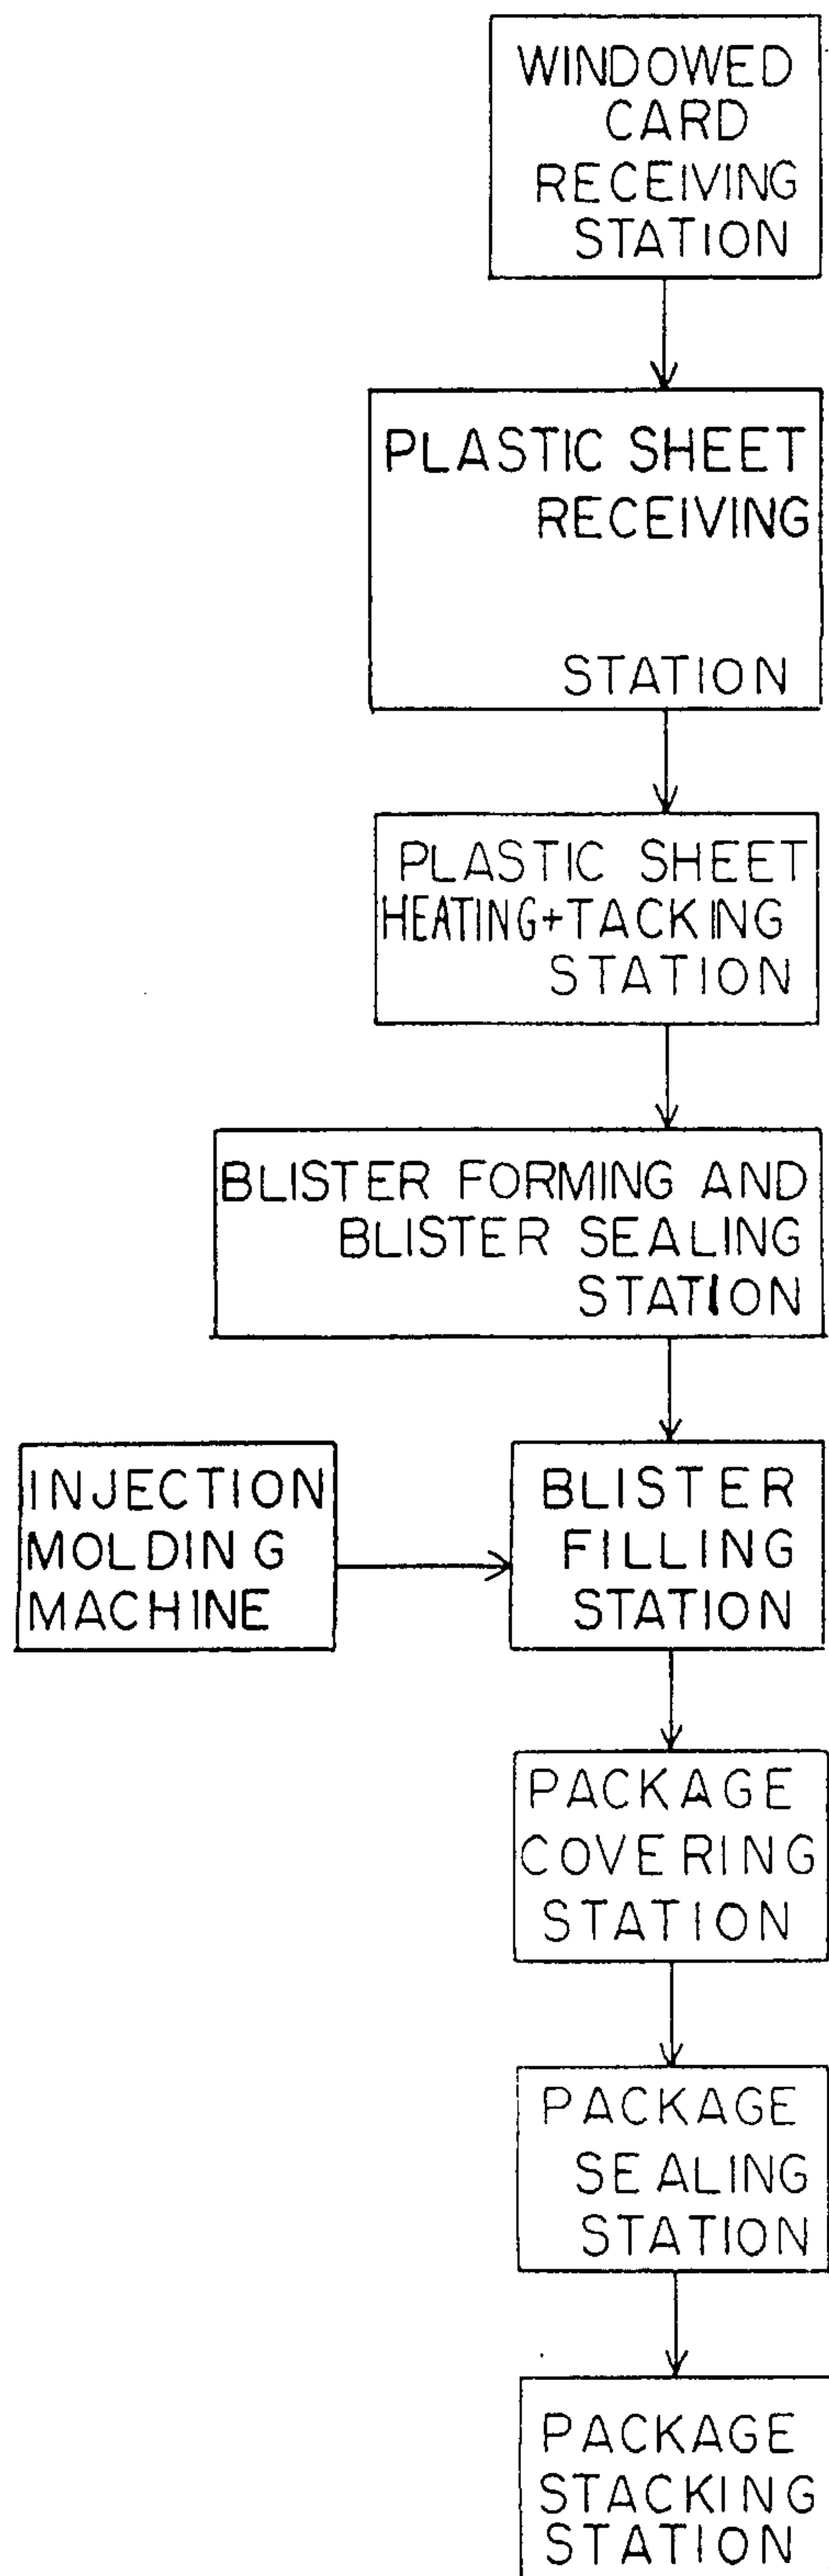 WINDOWED
CARD
RECEIVING
STATION
PLASTIC SHEET
RECEIVING
STATION
PLASTIC SHEET
HEATING+TACKING
STATION
BLISTER FORMING AND
BLISTER SEALING
STATION
INJECTION
MOLDING
MACHINE
BLISTER
FILLING
STATION
PACKAGE
COVERING
STATION
PACKAGE
SEALING
STATION
PACKAGE
STACKING
STATION